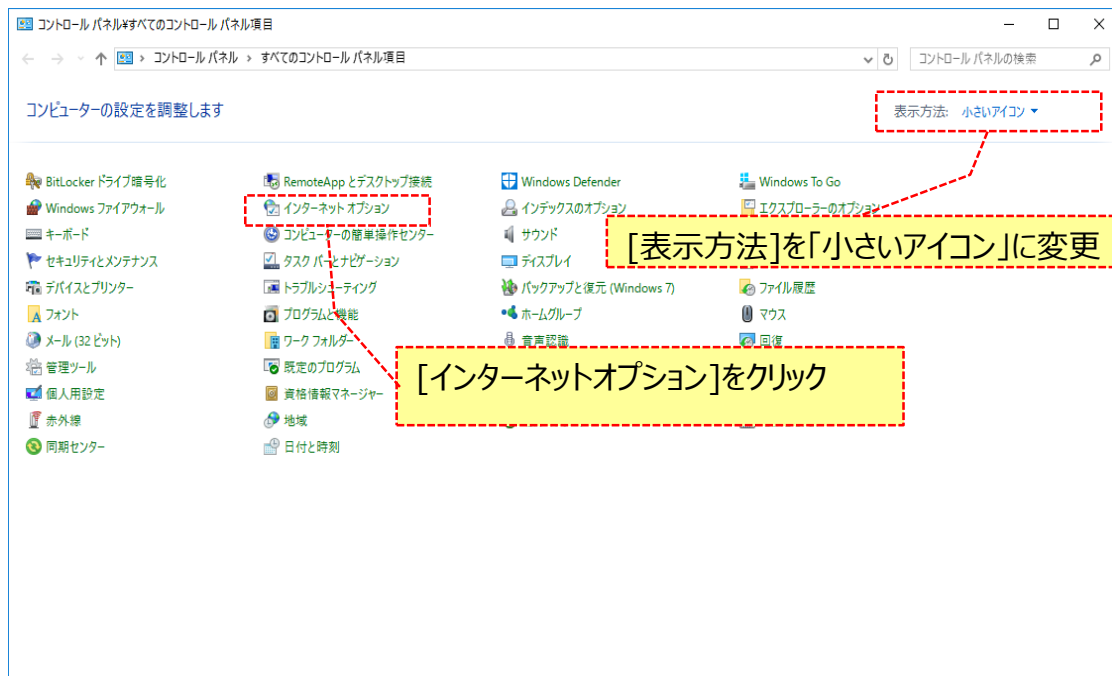 コントロール パネル¥すべてのコントロール パネル項目
コントロール パネル › すべてのコントロール パネル項目
コントロール パネルの検索
コンピューターの設定を調整します
表示方法: 小さいアイコン
BitLocker ドライブ暗号化
RemoteApp とデスクトップ接続
Windows Defender
Windows To Go
Windows ファイアウォール
インターネット オプション
インデックスのオプション
エクスプローラーのオプション
キーボード
コンピューターの簡単操作センター
サウンド
[表示方法]を「小さいアイコン」に変更
セキュリティとメンテナンス
タスク バーとナビゲーション
ディスプレイ
デバイスとプリンター
トラブルシューティング
バックアップと復元 (Windows 7)
ファイル履歴
フォント
プログラムと機能
ホームグループ
マウス
メール (32 ビット)
ワーク フォルダー
音声認識
回復
管理ツール
既定のプログラム
[インターネットオプション]をクリック
個人用設定
資格情報マネージャー
赤外線
地域
同期センター
日付と時刻